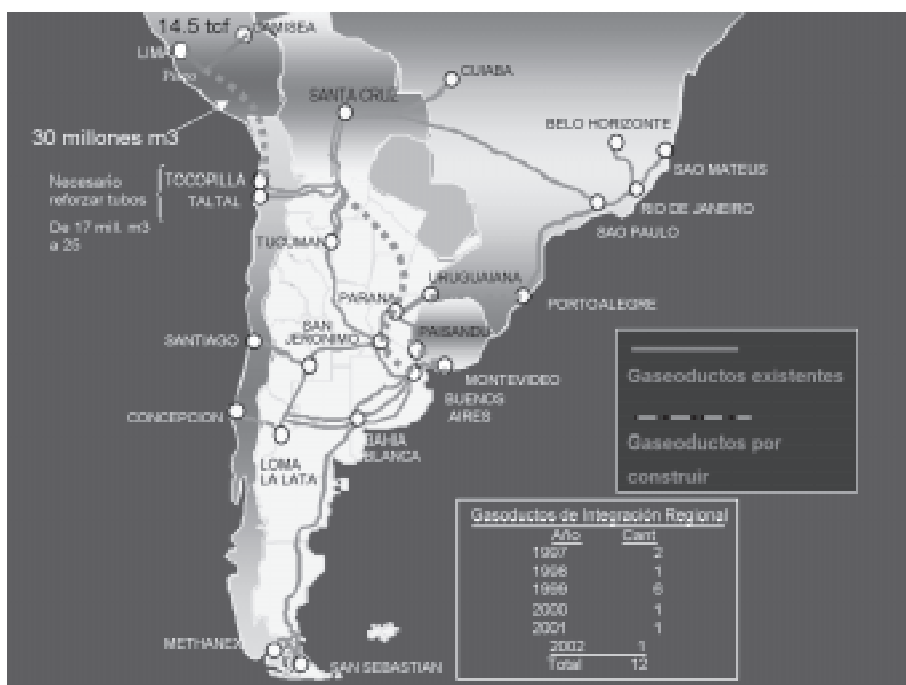 14.5 tcf
CAMISEA
LIMA
Pisco
CUIABA
SANTA CRUZ
BELO HORIZONTE
30 millones m3
SAO MATEUS
Necesario
reforzar tubos
De 17 mill. m3
a 25
TOCOPILLA
TALTAL
RIO DE JANEIRO
SAO PAULO
TUCUMAN
URUGUAIANA
PARANA
PORTOALEGRE
SAN
JERONIMO
PAISANDU
SANTIAGO
MONTEVIDEO
BUENOS
AIRES
CONCEPCION
BAHIA
BLANCA
LOMA
LA LATA
Gaseoductos existentes
Gaseoductos por
construir
Gasoductos de Integración Regional
Año Cant
1997 2
1998 1
1999 6
2000 1
2001 1
2002 1
Total 12
METHANEX
SAN SEBASTIAN